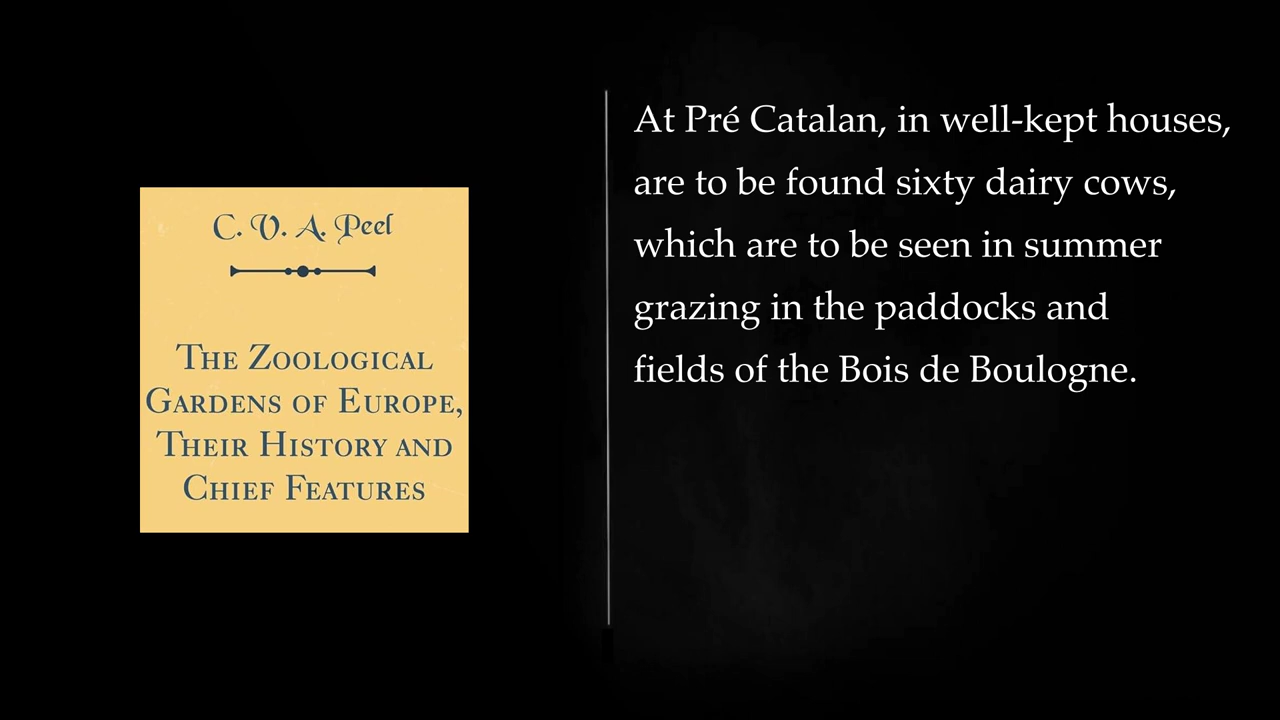 C. V. A. Peel
The Zoological
Gardens of Europe,
Their History and
Chief Features
At Pré Catalan, in well-kept houses,
are to be found sixty dairy cows,
which are to be seen in summer
grazing in the paddocks and
fields of the Bois de Boulogne.